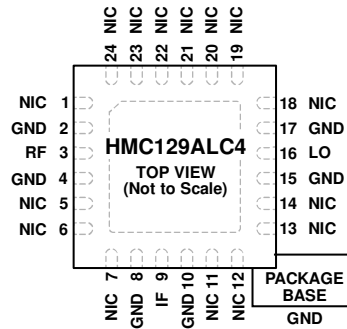 24 NIC
23 NIC
22 NIC
21 NIC
20 NIC
19 NIC
NIC 1
GND 2
RF 3
GND 4
NIC 5
NIC 6
HMC129ALC4
TOP VIEW
(Not to Scale)
18 NIC
17 GND
16 LO
15 GND
14 NIC
13 NIC
NIC 7
GND 8
IF 9
GND 10
NIC 11
NIC 12
PACKAGE
BASE
GND